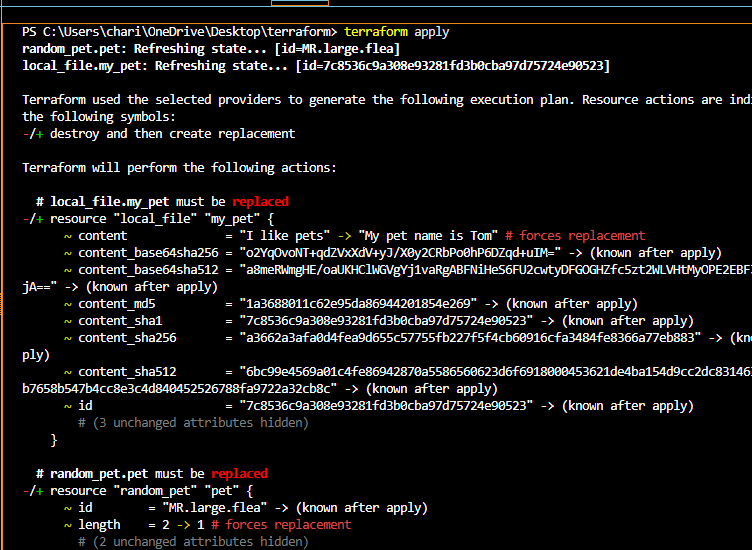 PS C:\Users\chari\OneDrive\Desktop\terraform> terraform apply
random_pet.pet: Refreshing state... [id=MR.large.flea]
local_file.my_pet: Refreshing state... [id=7c8536c9a308e93281fd3b0cba97d75724e90523]
Terraform used the selected providers to generate the following execution plan. Resource actions are indi
the following symbols:
-/+ destroy and then create replacement
Terraform will perform the following actions:
# local_file.my_pet must be replaced
-/+ resource "local_file" "my_pet" {
~ content = "I like pets" -> "My pet name is Tom" # forces replacement
~ content_base64sha256 = "o2YqOvoNT+qdZVxXdV+yJ/X0y2CRbPo0hP6DZqd+uIM=" -> (known after apply)
~ content_base64sha512 = "a8meRWmgHE/oaUKHClWGVgYj1vaRgABFNiHeS6FU2cwtyDFGOGHZfc5zt2WLVHtMyOPE2EBF
jA==" -> (known after apply)
~ content_md5 = "1a3688011c62e95da86944201854e269" -> (known after apply)
~ content_sha1 = "7c8536c9a308e93281fd3b0cba97d75724e90523" -> (known after apply)
~ content_sha256 = "a3662a3afa0d4fea9d655c57755fb227f5f4cb60916cfa3484fe8366a77eb883" -> (kno
ply)
~ content_sha512 = "6bc99e4569a01c4fe86942870a5586560623d6f6918000453621de4ba154d9cc2dc83146
b7658b547b4cc8e3c4d840452526788fa9722a32cb8c" -> (known after apply)
~ id = "7c8536c9a308e93281fd3b0cba97d75724e90523" -> (known after apply)
# (3 unchanged attributes hidden)
}
# random_pet.pet must be replaced
-/+ resource "random_pet" "pet" {
~ id = "MR.large.flea" -> (known after apply)
~ length = 2 -> 1 # forces replacement
# (2 unchanged attributes hidden)